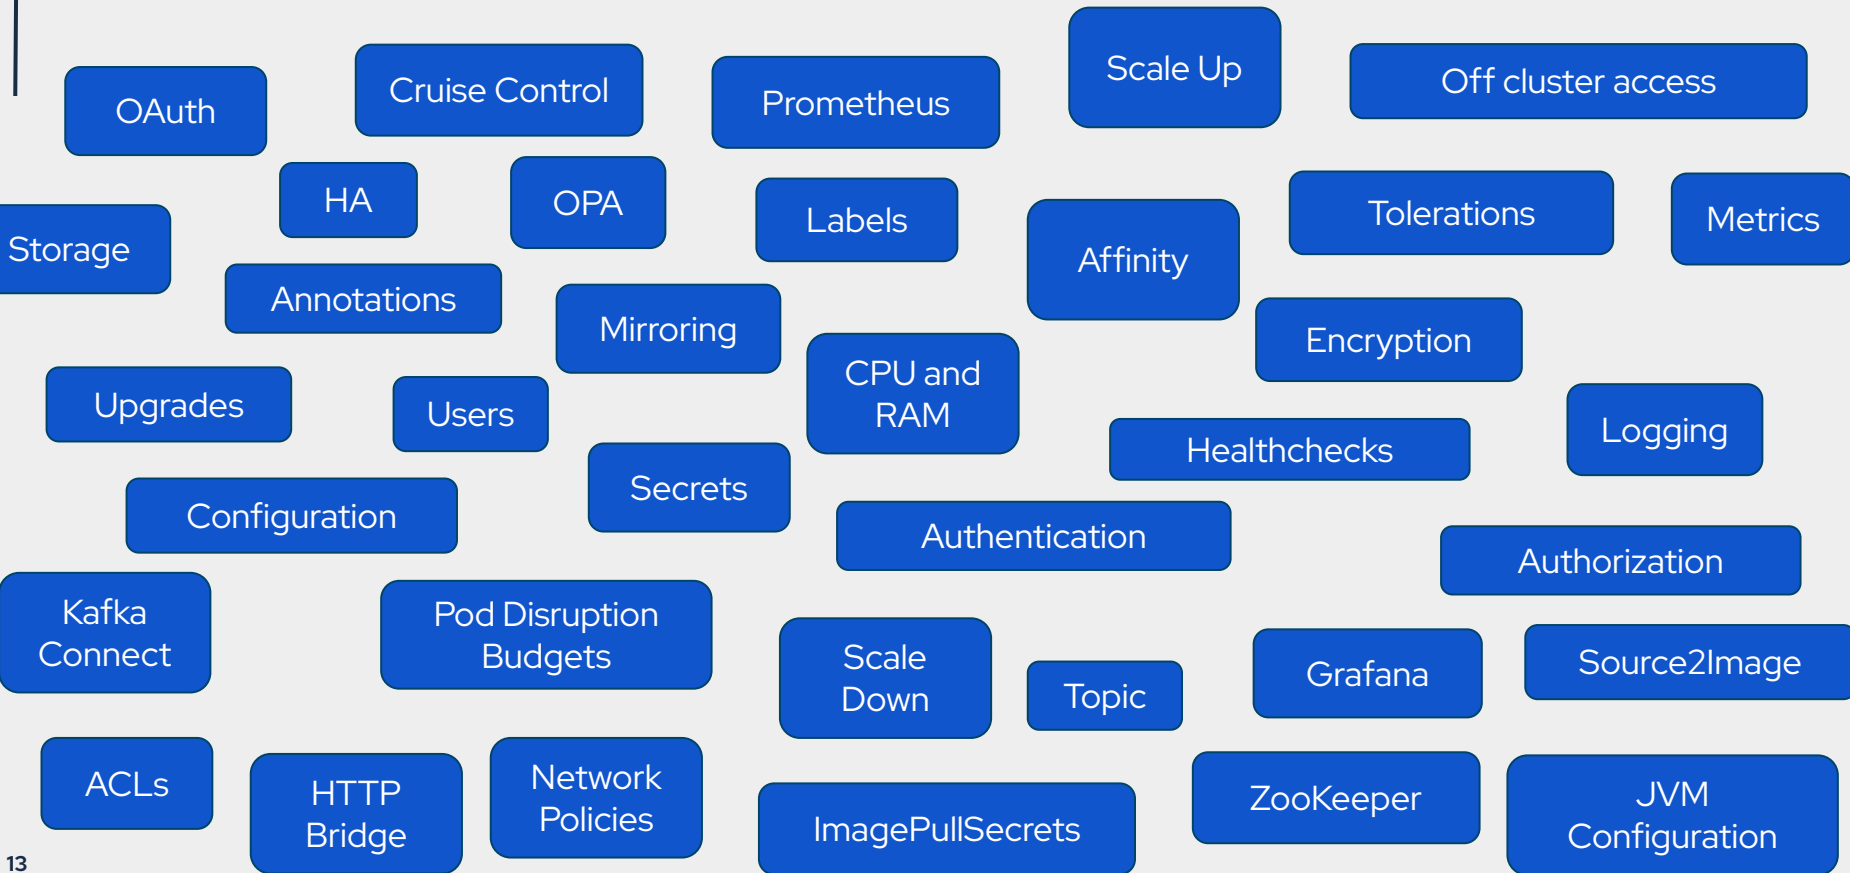 OAuth
Cruise Control
Prometheus
Scale Up
Off cluster access
Storage
HA
OPA
Labels
Affinity
Tolerations
Metrics
Annotations
Mirroring
CPU and
RAM
Encryption
Upgrades
Users
Secrets
Healthchecks
Logging
Configuration
Authentication
Authorization
Kafka
Connect
Pod Disruption
Budgets
Scale
Down
Topic
Grafana
Source2Image
ACLs
HTTP
Bridge
Network
Policies
ImagePullSecrets
ZooKeeper
JVM
Configuration
13